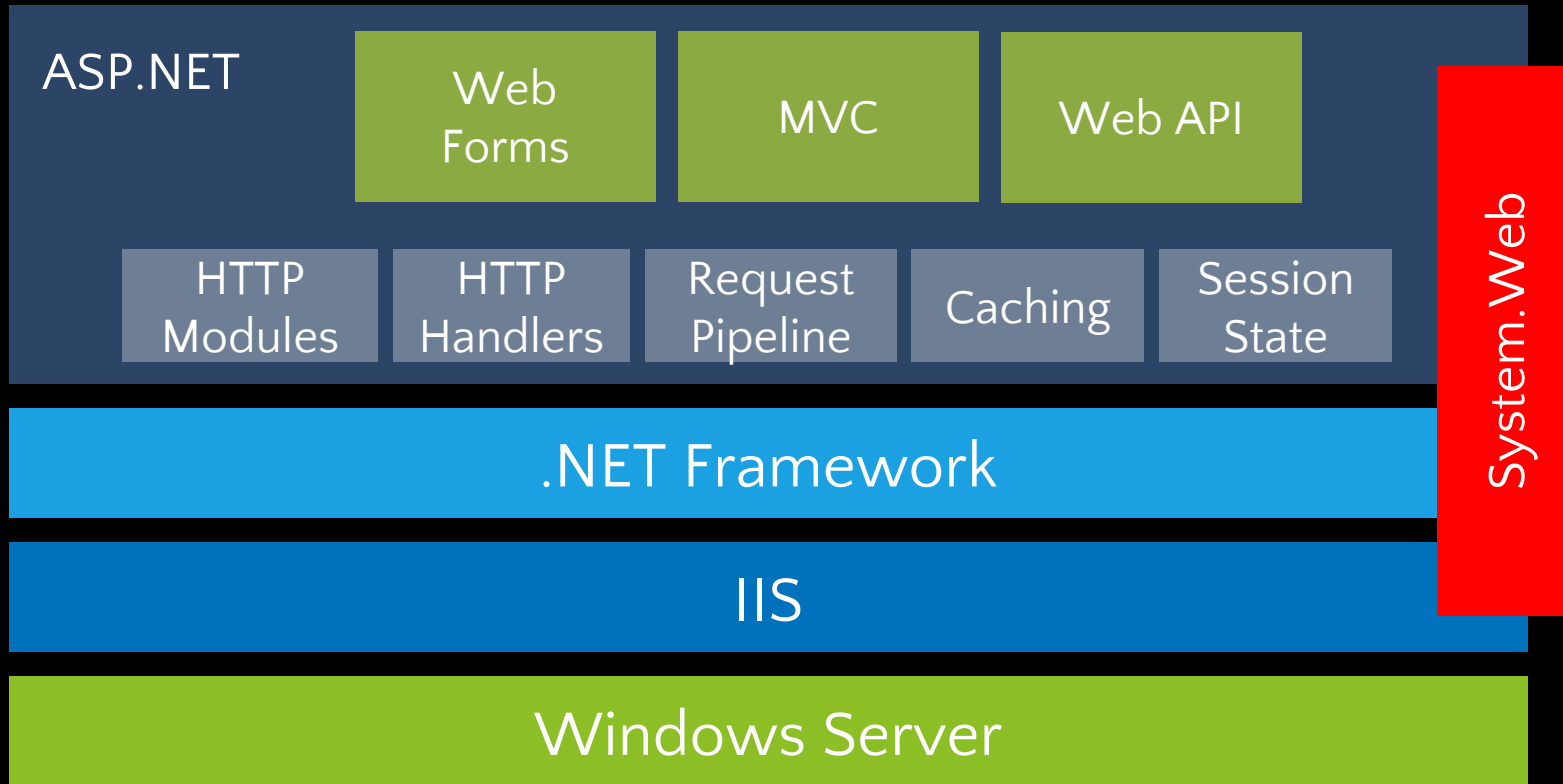 ASP.NET
Web
Forms
MVC
Web API
HTTP
Modules
HTTP
Handlers
Request
Pipeline
Caching
Session
State
System.Web
.NET Framework
IIS
Windows Server